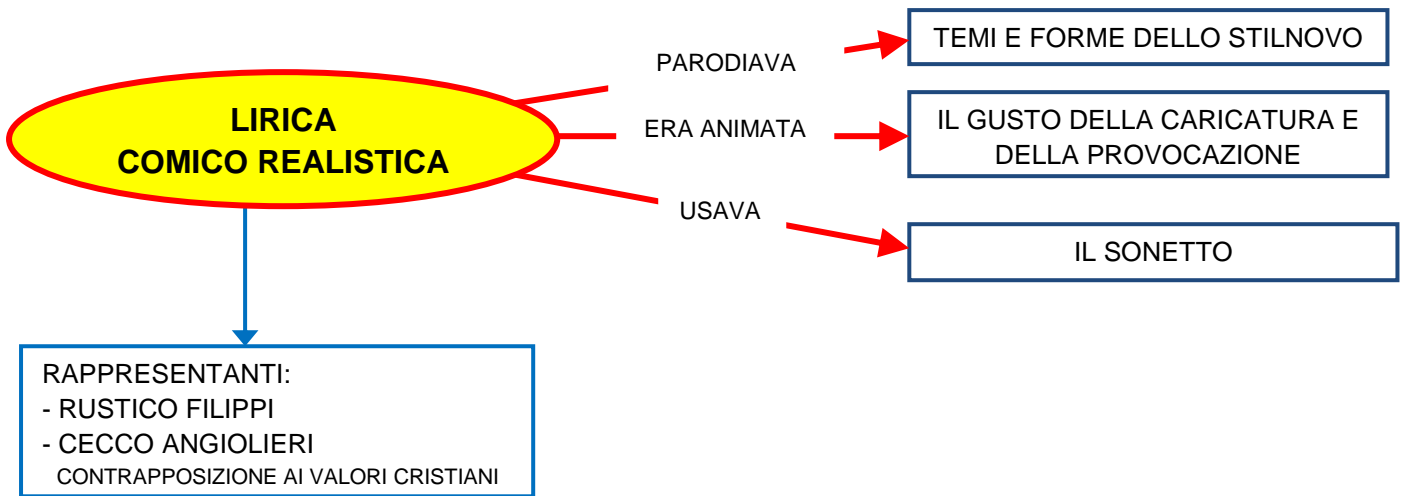 LIRICA
COMICO REALISTICA
PARODIAVA
TEMI E FORME DELLO STILNOVO
ERA ANIMATA
IL GUSTO DELLA CARICATURA E
DELLA PROVOCAZIONE
USAVA
IL SONETTO
RAPPRESENTANTI:
- RUSTICO FILIPPI
- CECCO ANGIOLIERI
CONTRAPPOSIZIONE AI VALORI CRISTIANI